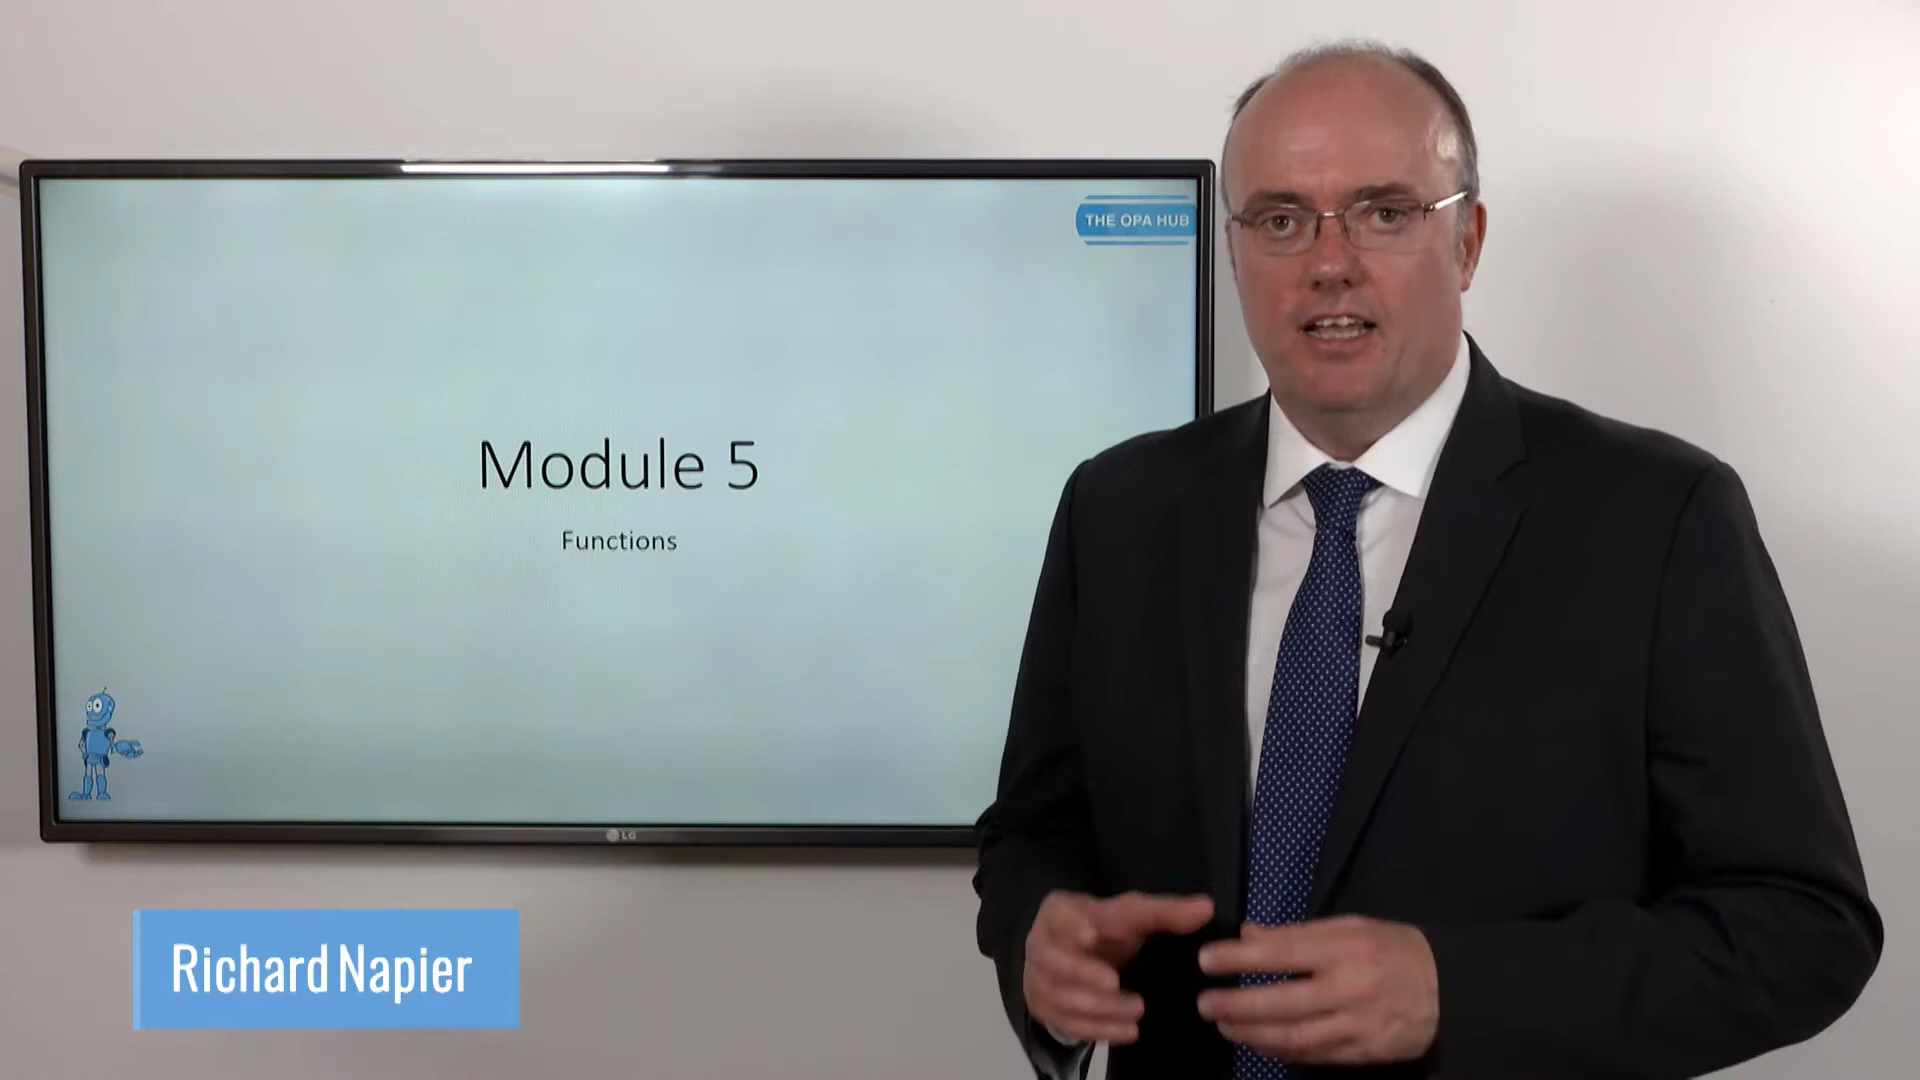 THE OPA HUB
Module 5
Functions
LG
Richard Napier